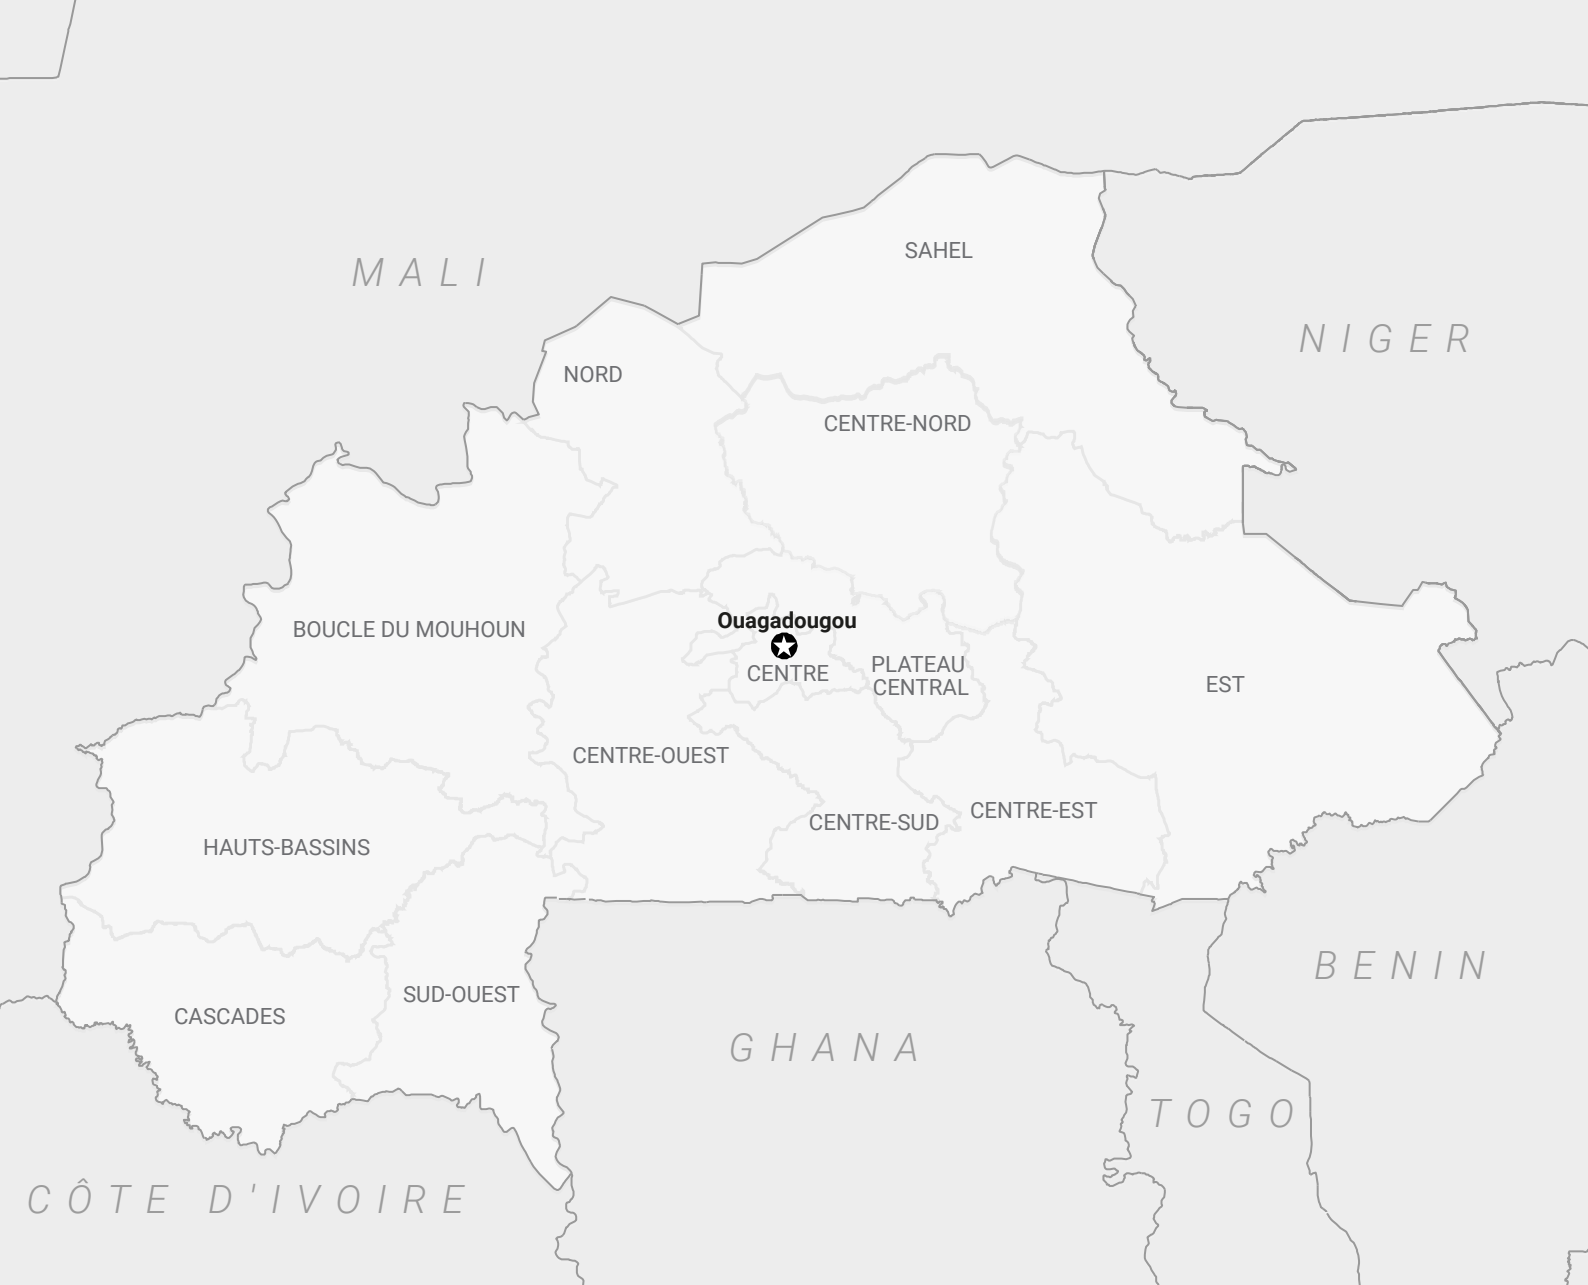 SAHEL
MALI
NIGER
NORD
CENTRE-NORD
Ouagadougou
BOUCLE DU MOUHOUN
PLATEAU
CENTRAL
CENTRE
EST
CENTRE-OUEST
CENTRE-EST
CENTRE-SUD
HAUTS-BASSINS
BENIN
SUD-OUEST
CASCADES
GHANA
TOGO
CÔTE D'IVOIRE